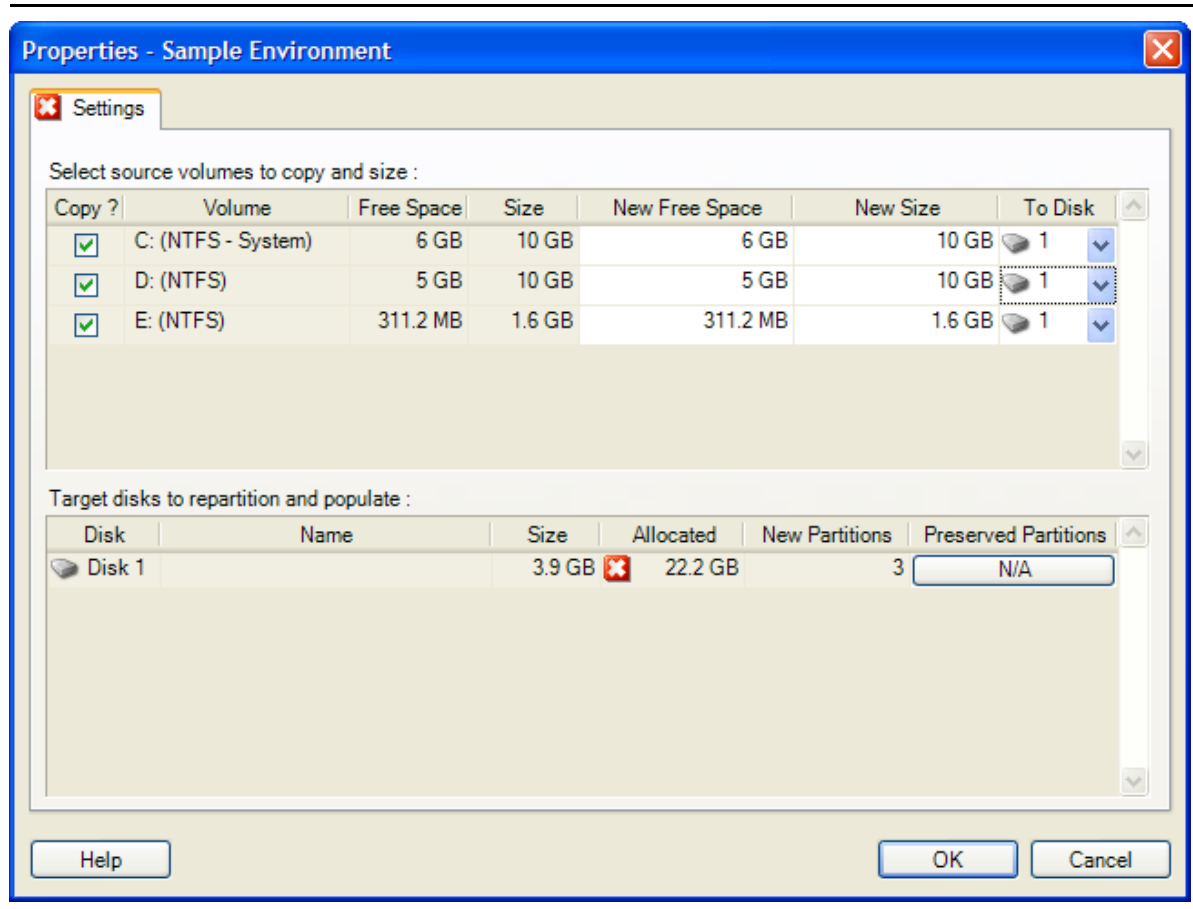 Properties - Sample Environment
Settings
Select source volumes to copy and size :
Copy ? Volume Free Space Size New Free Space New Size To Disk
C: (NTFS - System) 6 GB 10 GB 6 GB 10 GB 1
D: (NTFS) 5 GB 10 GB 5 GB 10 GB 1
E: (NTFS) 311.2 MB 1.6 GB 311.2 MB 1.6 GB 1
Target disks to repartition and populate :
Disk Name Size Allocated New Partitions Preserved Partitions
Disk 1 3.9 GB 22.2 GB 3 N/A
Help OK Cancel